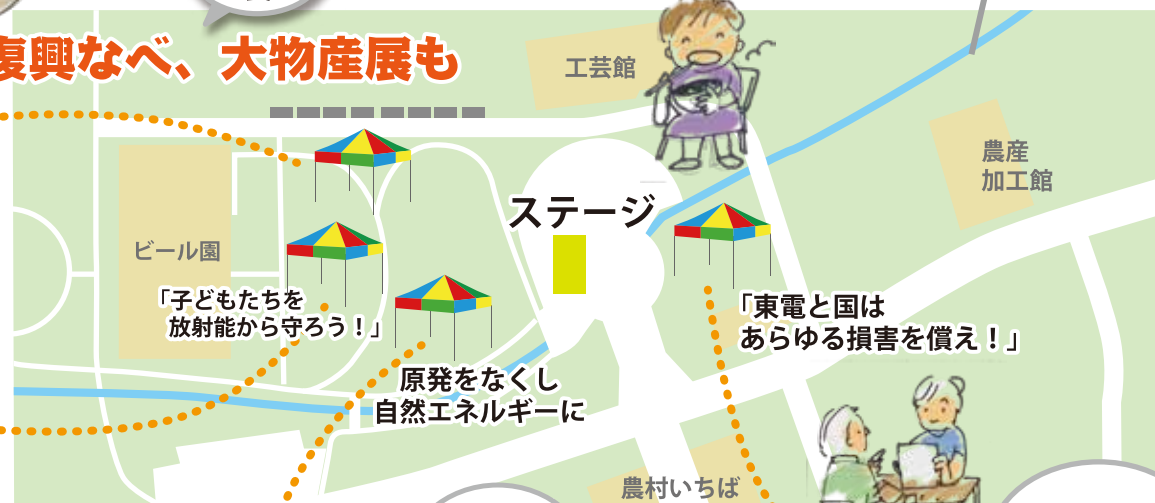 復興なべ、大物産展も
工芸館
農産
加工館
ステージ
ビール園
「子どもたちを
放射能から守ろう！」
「東電と国は
あらゆる損害を償え！」
原発をなくし
自然エネルギーに
農村いちば